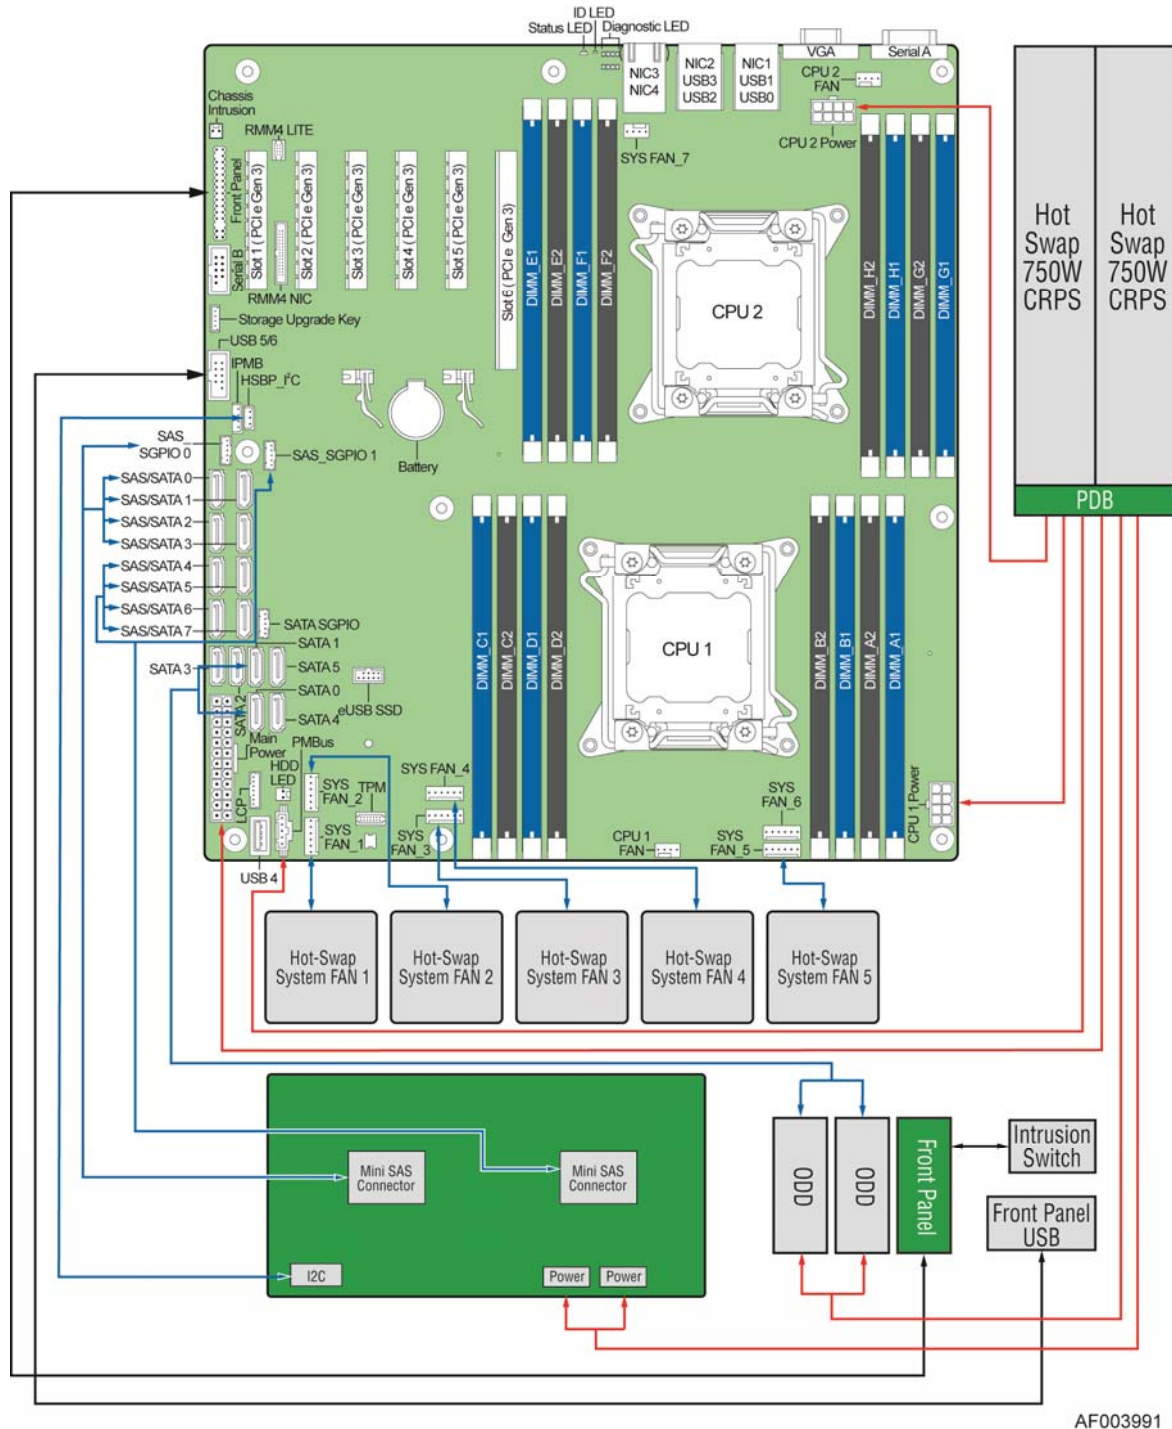 ID LED
Status LED
Diagnostic LED
NIC3
NIC4
NIC2
USB3
USB2
NIC1
USB1
USB0
VGA
Serial A
CPU 2
FAN
CPU 2 Power
SYS FAN_7
Chassis
Intrusion
RMM4 LITE
Front Panel
Serial B
Slot 1 ( PCI e Gen 3)
Slot 2 ( PCI e Gen 3)
Slot 3 ( PCI e Gen 3)
Slot 4 ( PCI e Gen 3)
Slot 5 ( PCI e Gen 3)
Slot 6 ( PCI e Gen 3)
RMM4 NIC
Storage Upgrade Key
USB 5/6
IPMB
HSBP_I²C
SAS_
SGPIO 0
SAS_SGPIO 1
Battery
DIMM_E1
DIMM_E2
DIMM_F1
DIMM_F2
CPU 2
DIMM_H2
DIMM_H1
DIMM_G2
DIMM_G1
Hot
Swap
750W
CRPS
Hot
Swap
750W
CRPS
PDB
SAS/SATA 0
SAS/SATA 1
SAS/SATA 2
SAS/SATA 3
SAS/SATA 4
SAS/SATA 5
SAS/SATA 6
SAS/SATA 7
SATA SGPIO
SATA 1
SATA 3
SATA 5
SATA 2
SATA 0
SATA 4
eUSB SSD
Main
Power
PMBus
HDD
LED
LCP
USB 4
SYS
FAN_2
SYS
FAN_1
TPM
SYS FAN_4
SYS
FAN_3
DIMM_C1
DIMM_C2
DIMM_D1
DIMM_D2
CPU 1
DIMM_B2
DIMM_B1
DIMM_A2
DIMM_A1
CPU 1
FAN
SYS
FAN_6
SYS
FAN_5
CPU 1 Power
Hot-Swap
System FAN 1
Hot-Swap
System FAN 2
Hot-Swap
System FAN 3
Hot-Swap
System FAN 4
Hot-Swap
System FAN 5
Mini SAS
Connector
Mini SAS
Connector
I2C
Power
Power
ODD
ODD
Front Panel
Intrusion
Switch
Front Panel
USB
AF003991